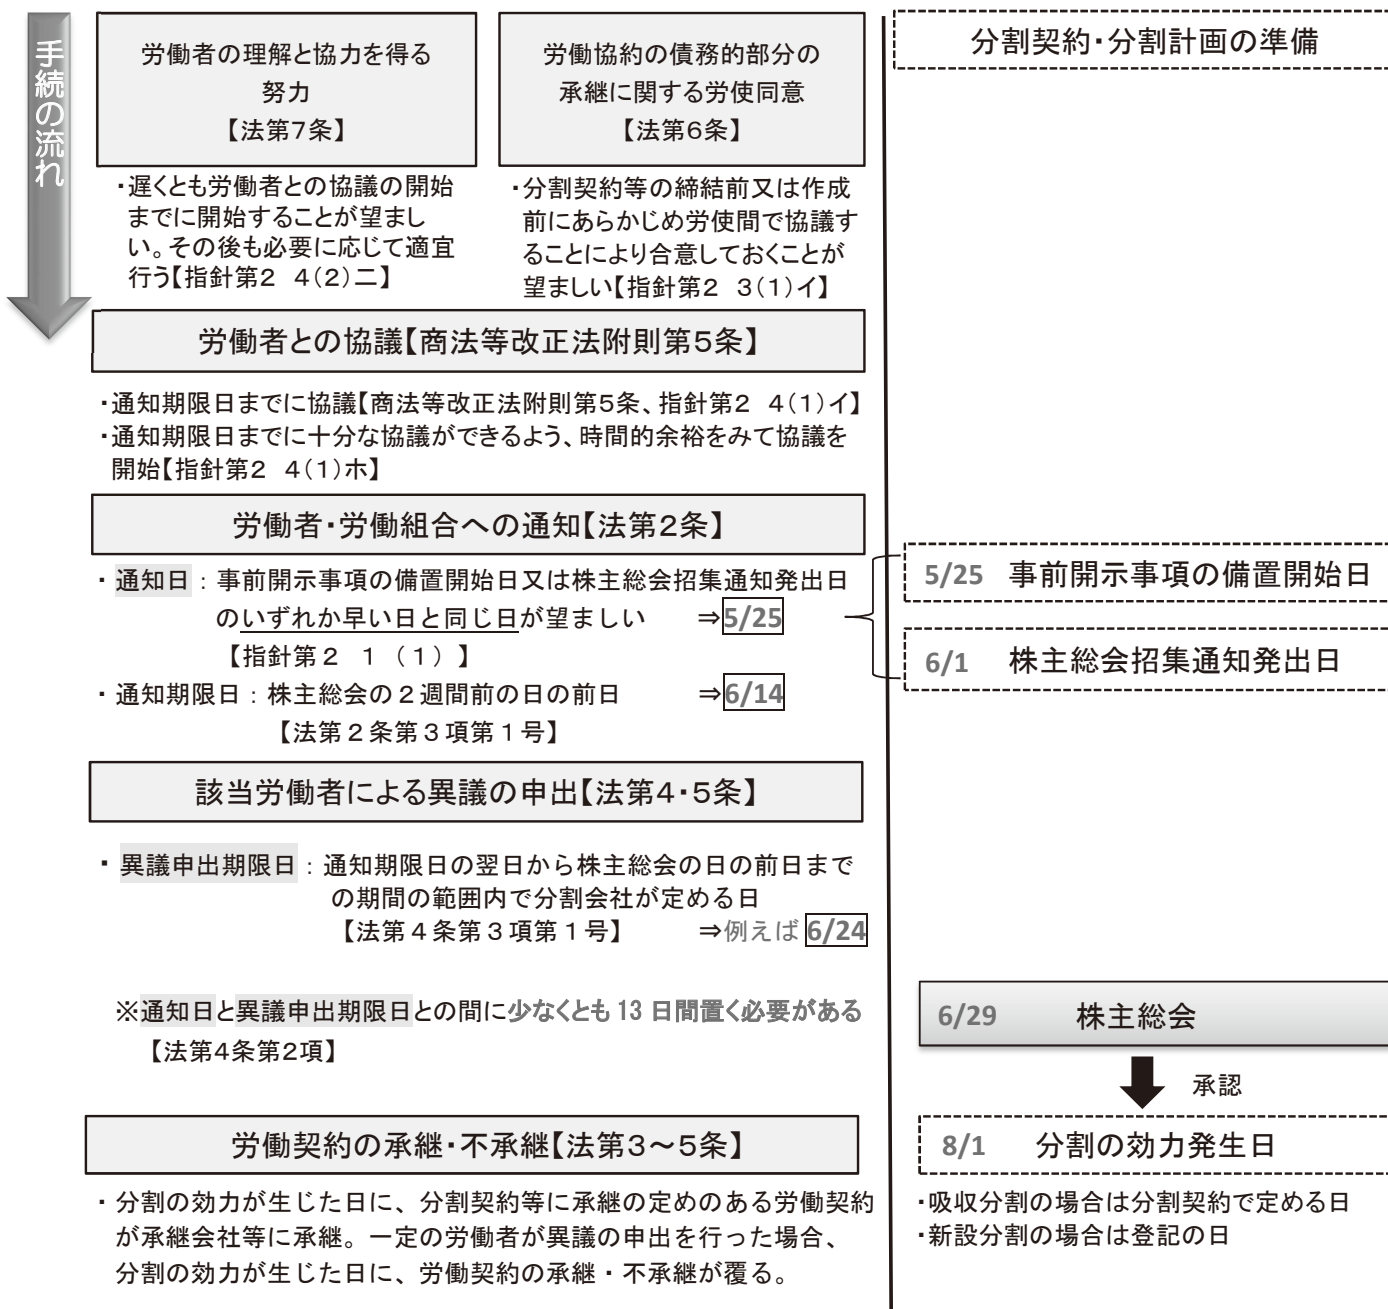 手続の流れ
労働者の理解と協力を得る
努力
【法第7条】
・遅くとも労働者との協議の開始
までに開始することが望まし
い。その後も必要に応じて適宜
行う【指針第2 4(2)ニ】
労働協約の債務的部分の
承継に関する労使同意
【法第6条】
・分割契約等の締結前又は作成
前にあらかじめ労使間で協議す
ることにより合意しておくことが
望ましい【指針第2 3(1)イ】
分割契約・分割計画の準備
労働者との協議【商法等改正法附則第5条】
・通知期限日までに協議【商法等改正法附則第5条、指針第2 4(1)イ】
・通知期限日までに十分な協議ができるよう、時間的余裕をみて協議を
開始【指針第2 4(1)ホ】
労働者・労働組合への通知【法第2条】
・通知日：事前開示事項の備置開始日又は株主総会招集通知発出日
のいずれか早い日と同じ日が望ましい ⇒5/25
【指針第2 1 (1) 】
・通知期限日：株主総会の2週間前の日の前日 ⇒6/14
【法第2条第3項第1号】
5/25 事前開示事項の備置開始日
6/1 株主総会招集通知発出日
該当労働者による異議の申出【法第4・5条】
・異議申出期限日：通知期限日の翌日から株主総会の日の前日まで
の期間の範囲内で分割会社が定める日
【法第4条第3項第1号】 ⇒例えば 6/24
※通知日と異議申出期限日との間に少なくとも 13 日間置く必要がある
【法第4条第2項】
6/29 株主総会
承認
8/1 分割の効力発生日
・吸収分割の場合は分割契約で定める日
・新設分割の場合は登記の日
労働契約の承継・不承継【法第3～5条】
・分割の効力が生じた日に、分割契約等に承継の定めのある労働契約
が承継会社等に承継。一定の労働者が異議の申出を行った場合、
分割の効力が生じた日に、労働契約の承継・不承継が覆る。